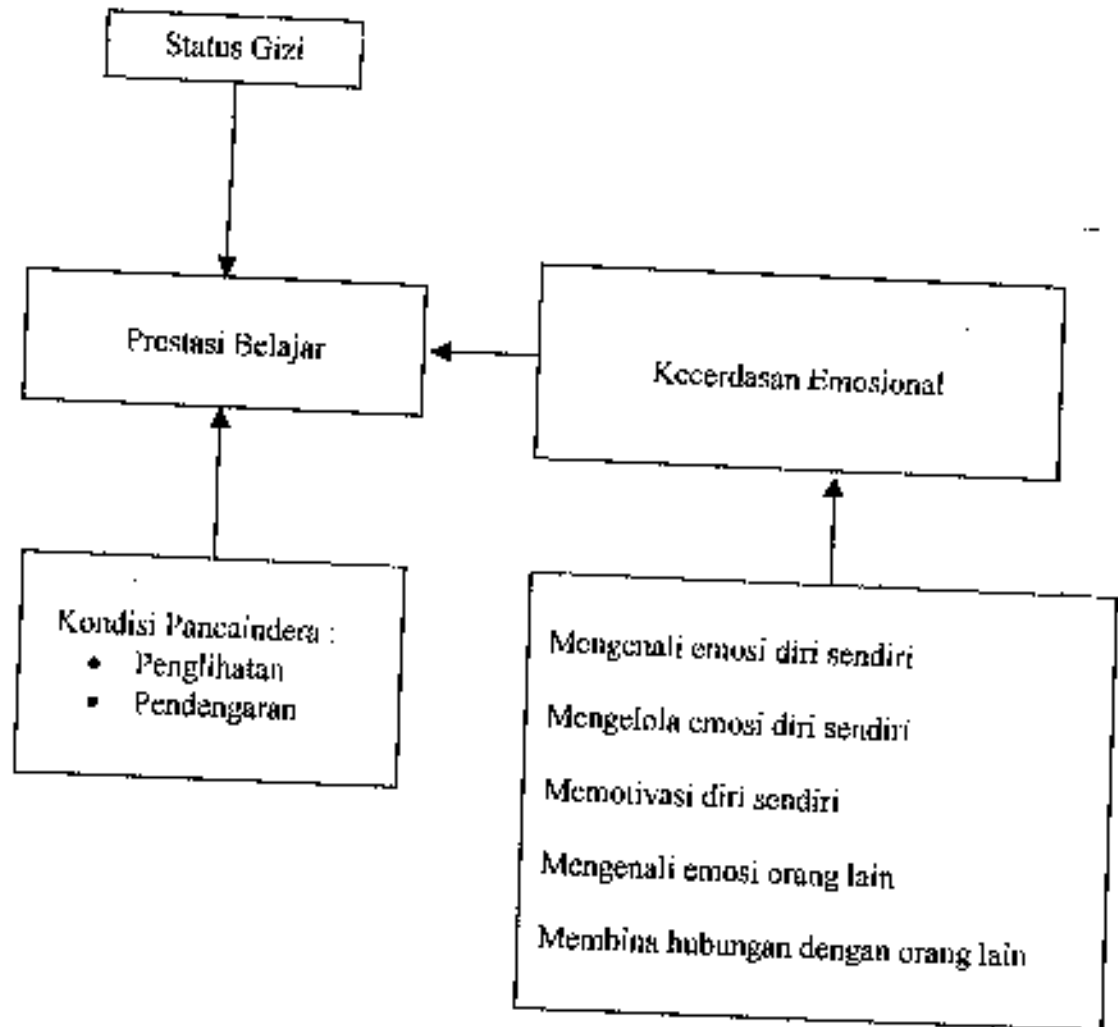 Status Gizi
Prestasi Belajar
Kecerdasan Emosional
Kondisi Pancaindera :
• Penglihatan
• Pendengaran
Mengenali emosi diri sendiri
Mengelola emosi diri sendiri
Memotivasi diri sendiri
Mengenali emosi orang lain
Membina hubungan dengan orang lain